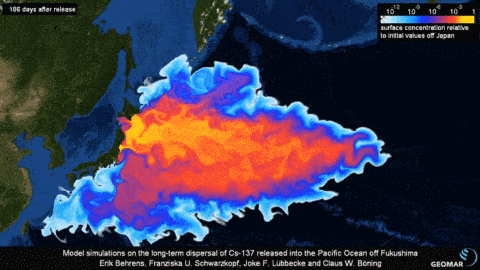 186 days after release
10-12 10-9 10-6 10-3 1
surface concentration relative
to initial values off Japan
Model simulations on the long-term dispersal of Cs-137 released into the Pacific Ocean off Fukushima
Erik Behrens, Franziska U. Schwarzkopf, Joke F. Lübbecke and Claus W. Böning
GEOMAR